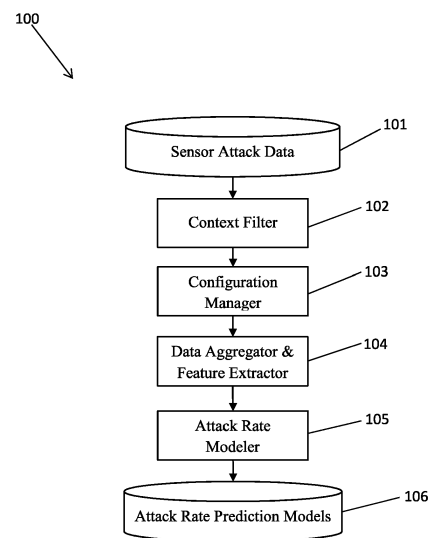 100
101
Sensor Attack Data
102
Context Filter
103
Configuration
Manager
104
Data Aggregator &
Feature Extractor
105
Attack Rate
Modeler
106
Attack Rate Prediction Models